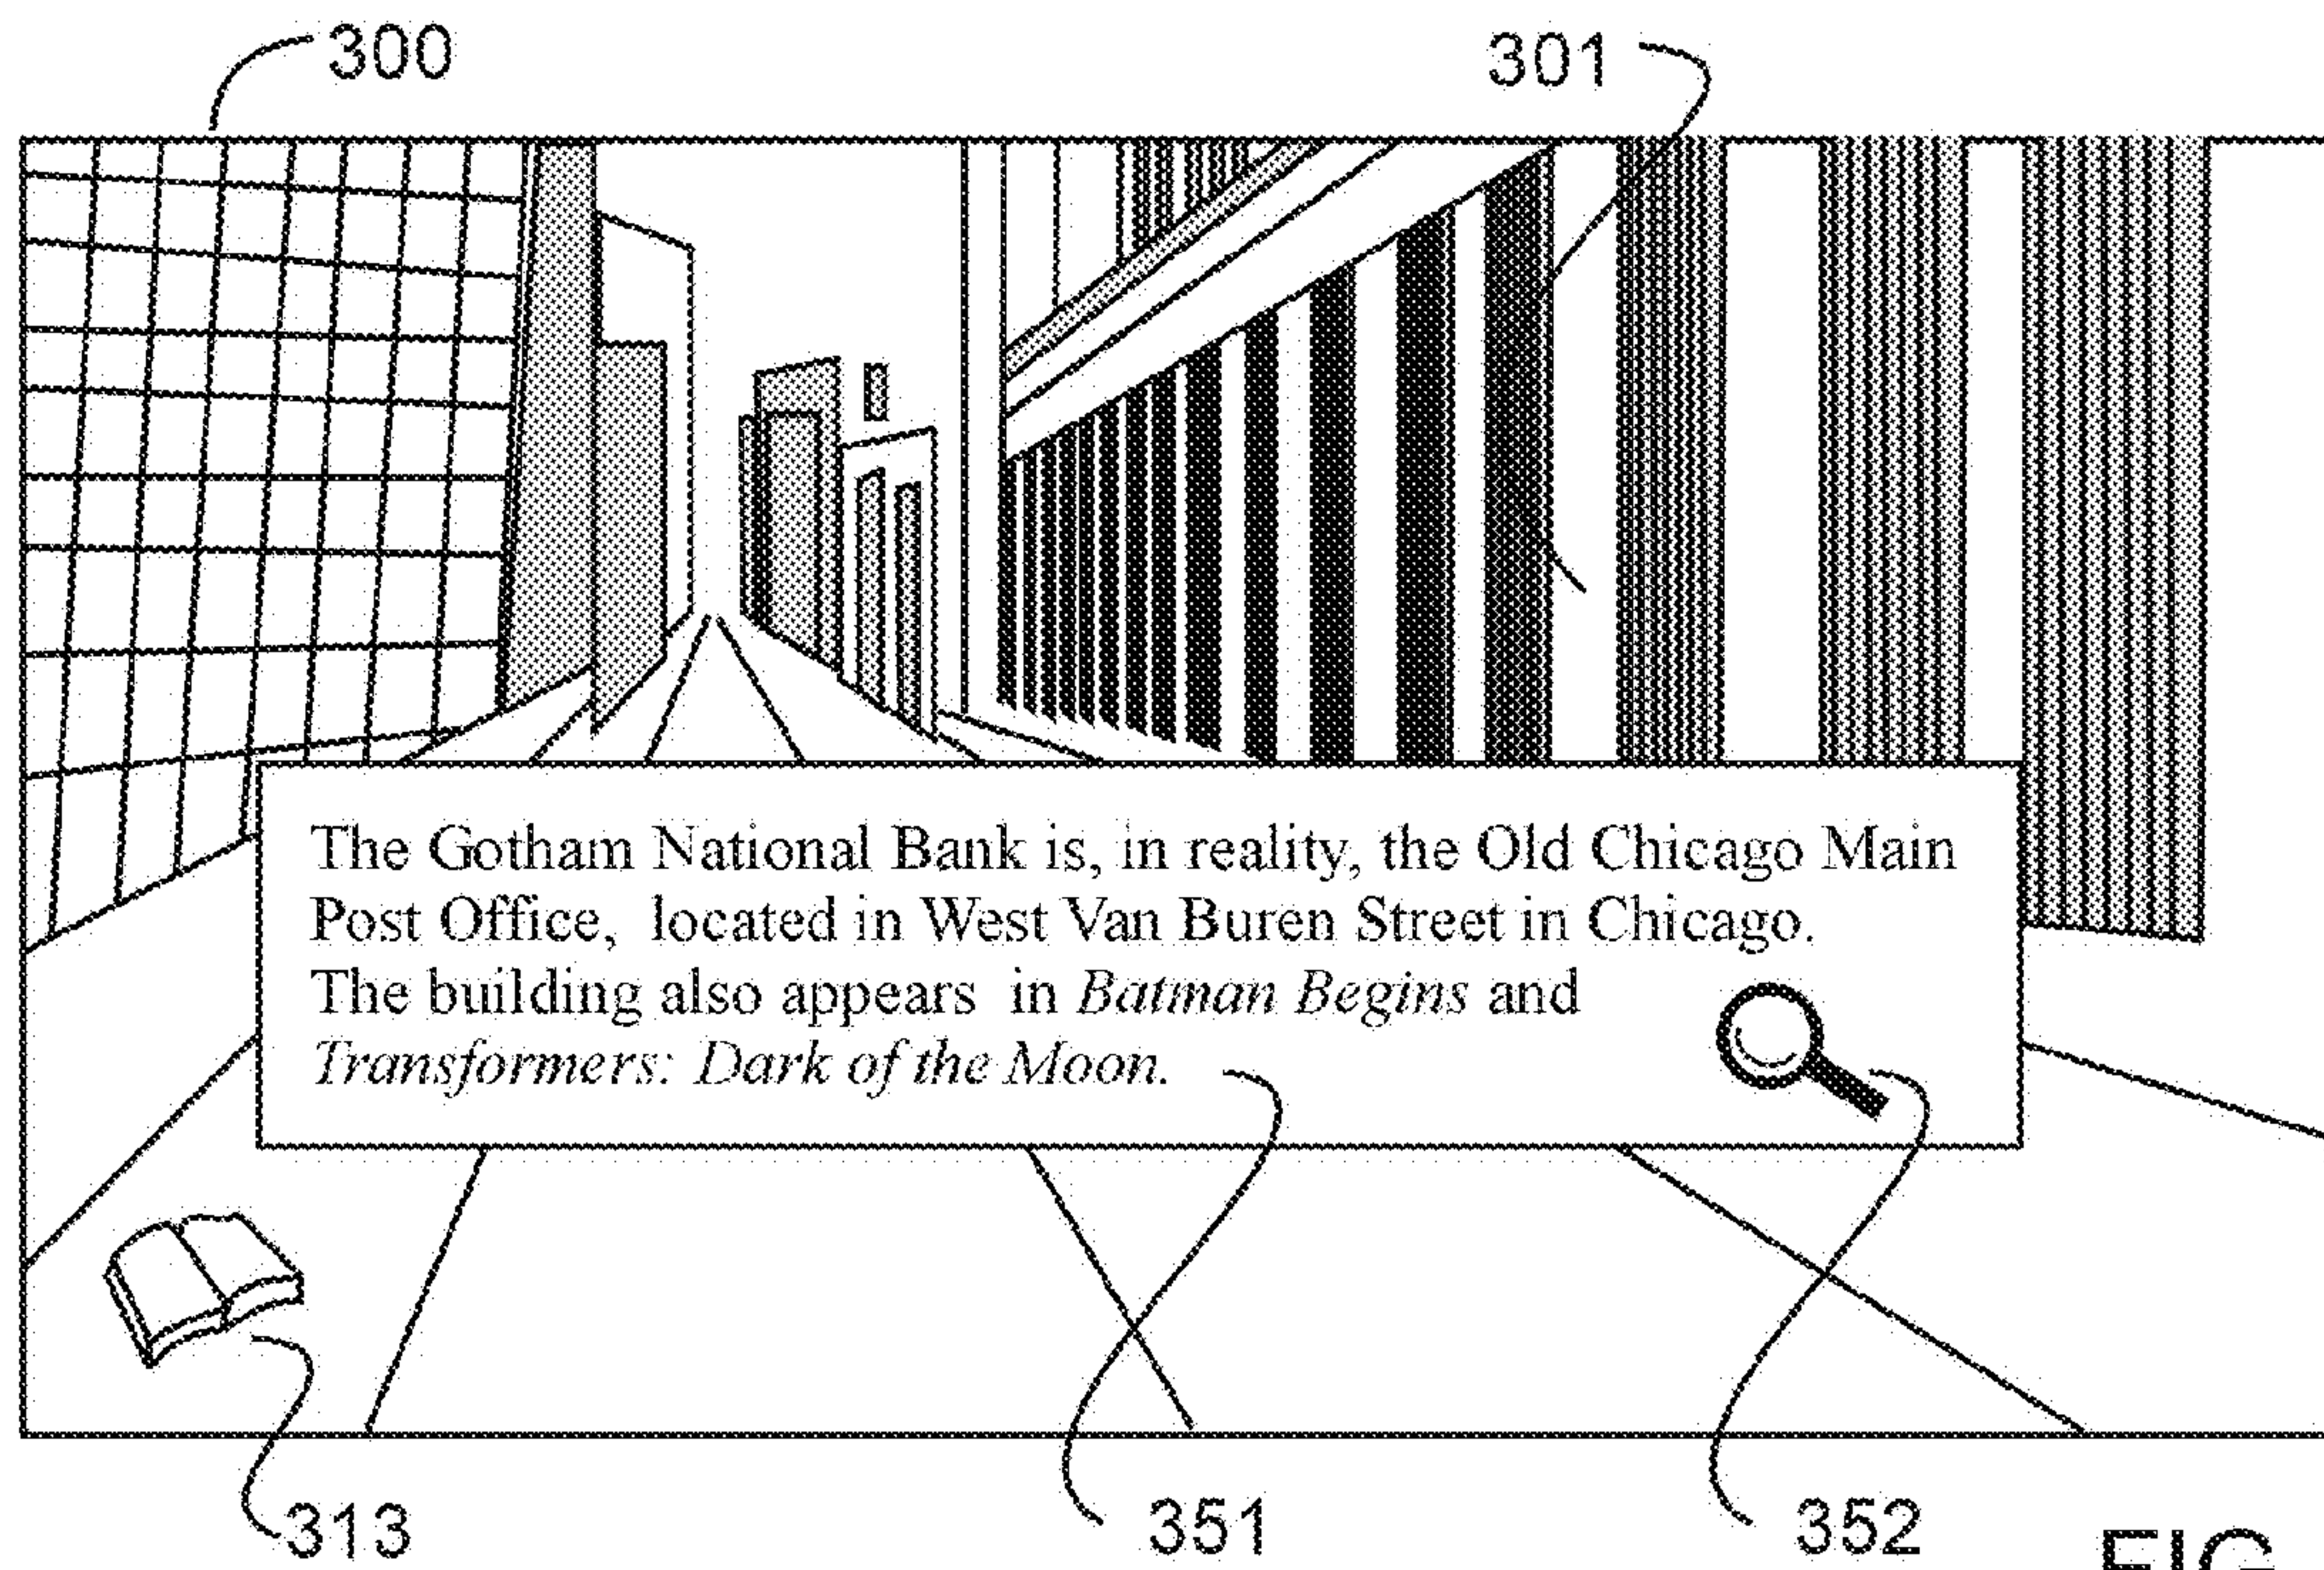 300
301
The Gotham National Bank is, in reality, the Old Chicago Main
Post Office, located in West Van Buren Street in Chicago.
The building also appears in Batman Begins and
Transformers: Dark of the Moon.
313
351
352
FIG